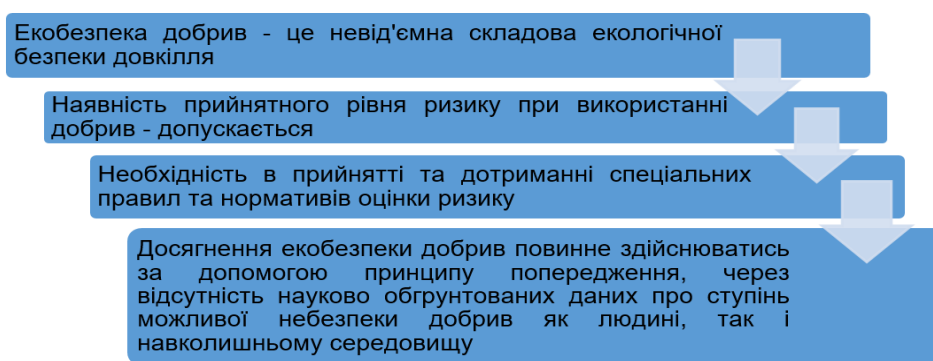 Екобезпека добрив - це невід'ємна складова екологічної
безпеки довкілля
Наявність прийнятного рівня ризику при використанні
добрив - допускається
Необхідність в прийнятті та дотриманні спеціальних
правил та нормативів оцінки ризику
Досягнення екобезпеки добрив повинне здійснюватись
за допомогою принципу попередження, через
відсутність науково обгрунтованих даних про ступінь
можливої небезпеки добрив як людині, так і
навколишньому середовищу